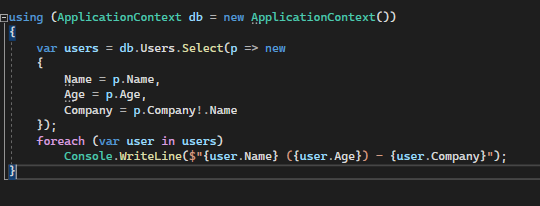 using (ApplicationContext db = new ApplicationContext())
{
    var users = db.Users.Select(p => new
    {
        Name = p.Name,
        Age = p.Age,
        Company = p.Company!.Name
    });
    foreach (var user in users)
        Console.WriteLine($"{user.Name} ({user.Age}) - {user.Company}");
}